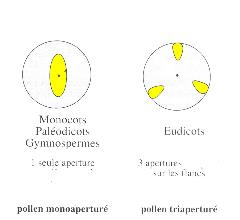 Monocots
Paléodicots
Gymnospermes
1 seule aperture
pollen monoaperturé
Eudicots
3 apertures
sur les flancs
pollen triaperturé